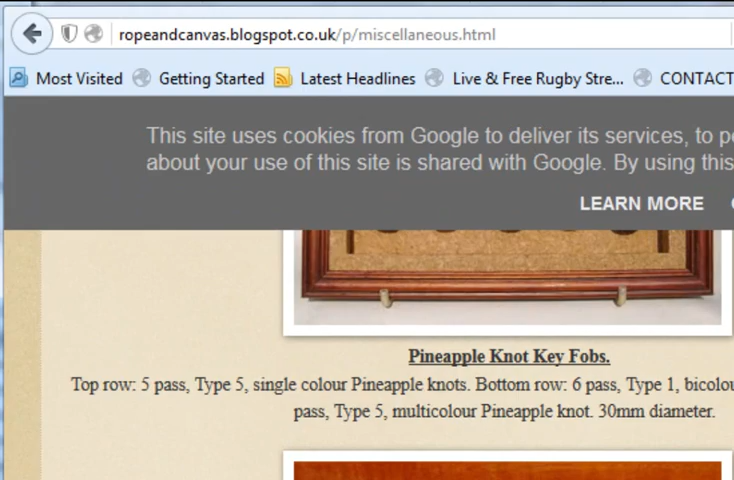 ropeandcanvas.blogspot.co.uk/p/miscellaneous.html
Most Visited Getting Started Latest Headlines Live & Free Rugby Stre... CONTACT
This site uses cookies from Google to deliver its services, to
about your use of this site is shared with Google. By using this
LEARN MORE
Pineapple Knot Key Fobs.
Top row: 5 pass, Type 5, single colour Pineapple knots. Bottom row: 6 pass, Type 1,
pass, Type 5, multicolour Pineapple knot. 30mm diameter.